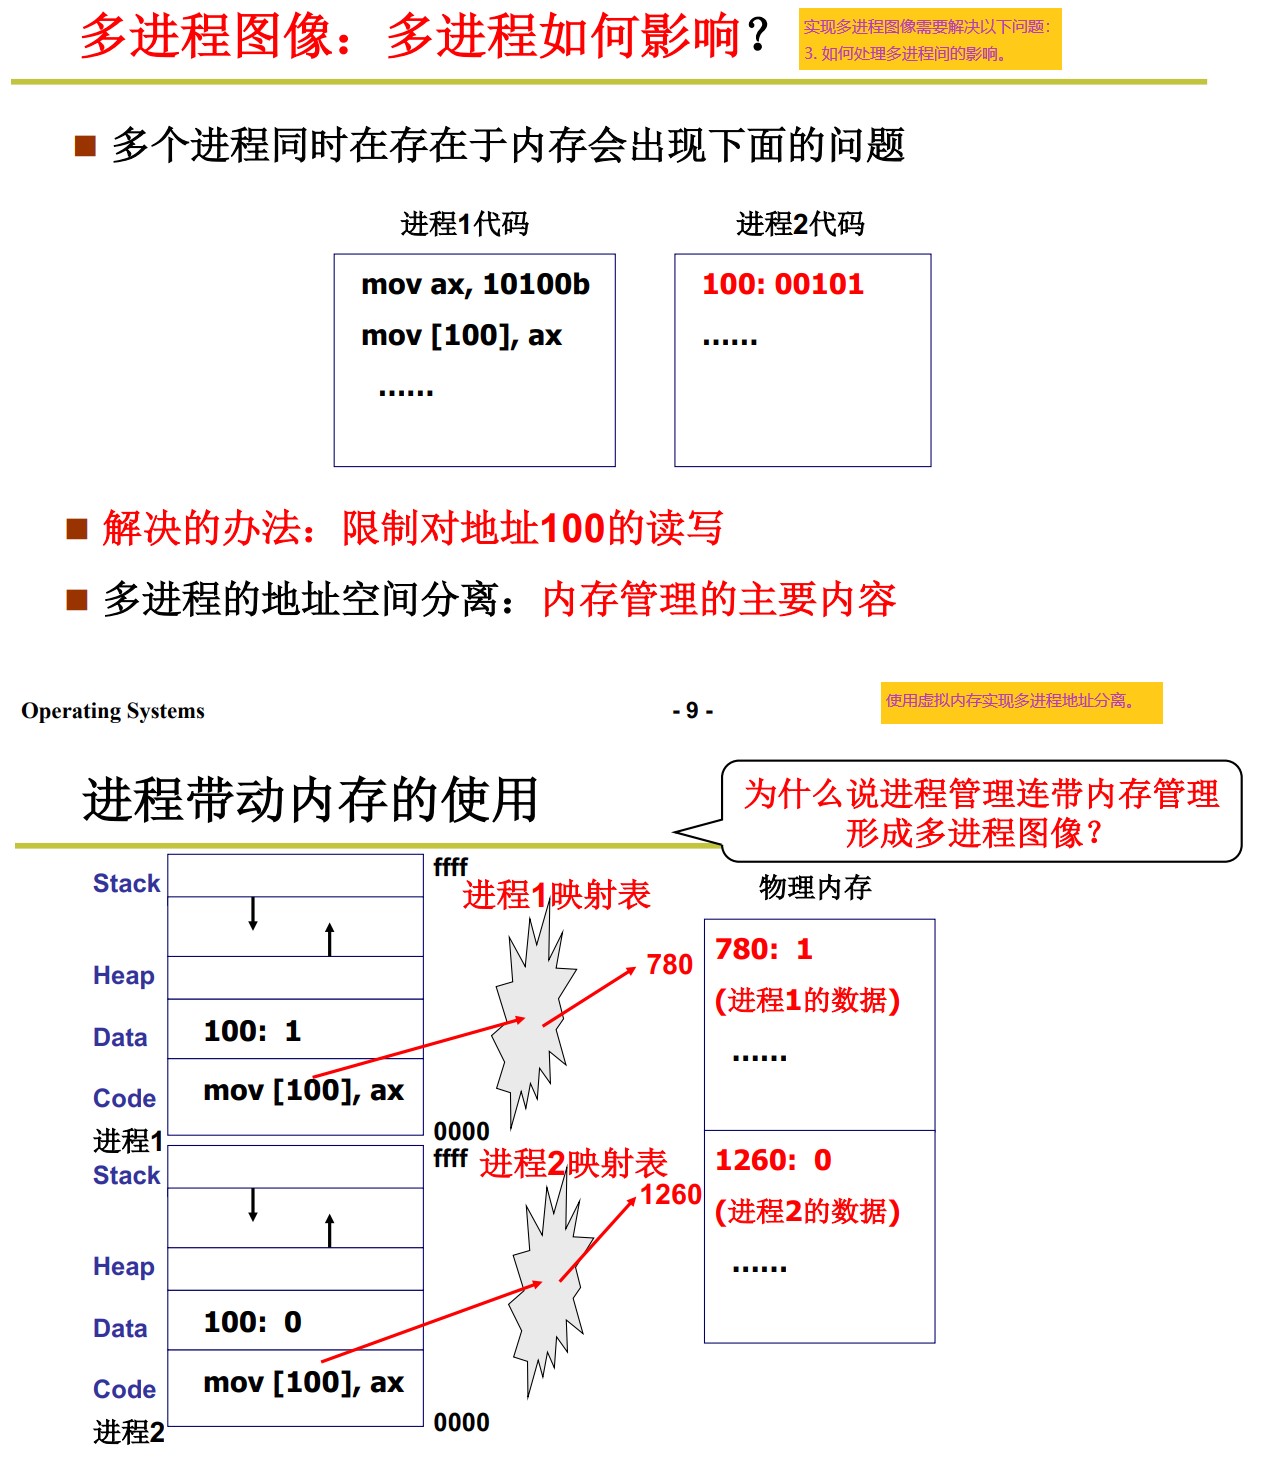 多进程图像：多进程如何影响？
实现多进程图像需要解决以下问题：
3. 如何处理多进程间的影响。
多个进程同时在存在于内存会出现下面的问题
进程1代码
进程2代码
mov ax, 10100b
mov [100], ax
......
100: 00101
......
解决的办法：限制对地址100的读写
多进程的地址空间分离：内存管理的主要内容
Operating Systems
- 9 -
使用虚拟内存实现多进程地址分离。
进程带动内存的使用
为什么说进程管理连带内存管理
形成多进程图像？
Stack
ffff
进程1映射表
物理内存
Heap
780
780: 1
(进程1的数据)
......
Data
100: 1
Code
mov [100], ax
进程1
0000
Stack
ffff
进程2映射表
1260
1260: 0
(进程2的数据)
......
Heap
Data
100: 0
Code
mov [100], ax
进程2
0000